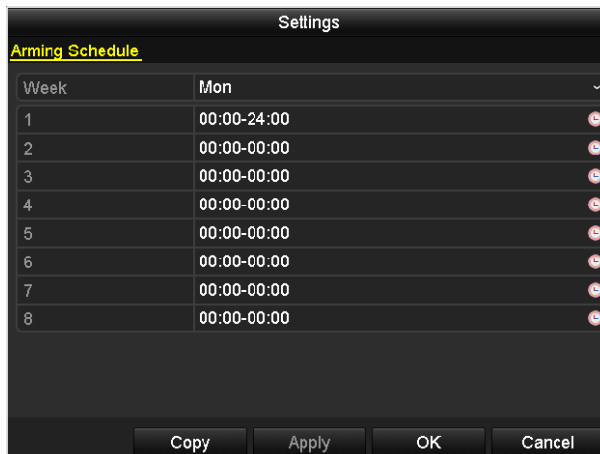 Settings
Arming Schedule
Week Mon
1 00:00-24:00
2 00:00-00:00
3 00:00-00:00
4 00:00-00:00
5 00:00-00:00
6 00:00-00:00
7 00:00-00:00
8 00:00-00:00
Copy Apply OK Cancel